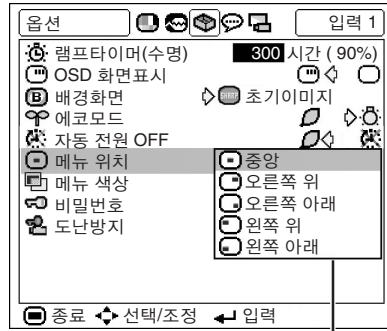 옵션 입력 1
램프타이머(수명) 300 시간 ( 90%)
OSD 화면표시
B 배경화면 SHARP 초기이미지
에코모드
자동 전원 OFF
메뉴 위치 중앙
메뉴 색상 오른쪽 위
비밀번호 오른쪽 아래
도난방지 왼쪽 위
왼쪽 아래
종료 선택/조정 입력